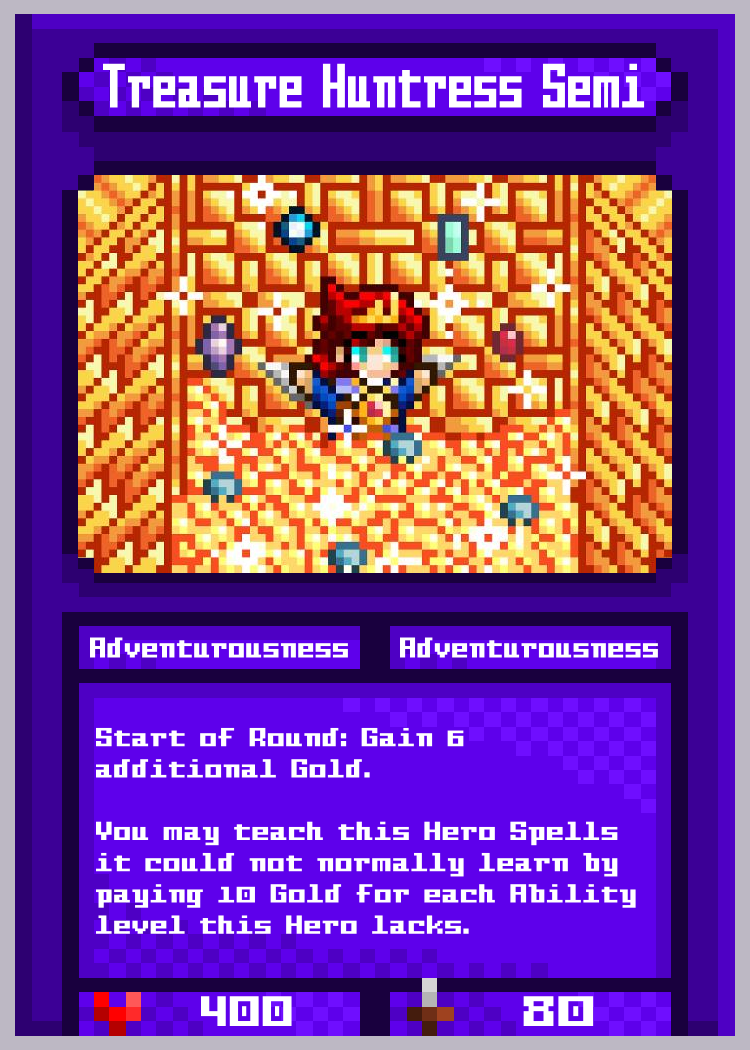 Treasure Huntress Semi
Adventurousness Adventurousness
Start of Round: Gain 6
additional Gold.
You may teach this Hero Spells
it could not normally learn by
paying 10 Gold for each Ability
level this Hero lacks.
400 80